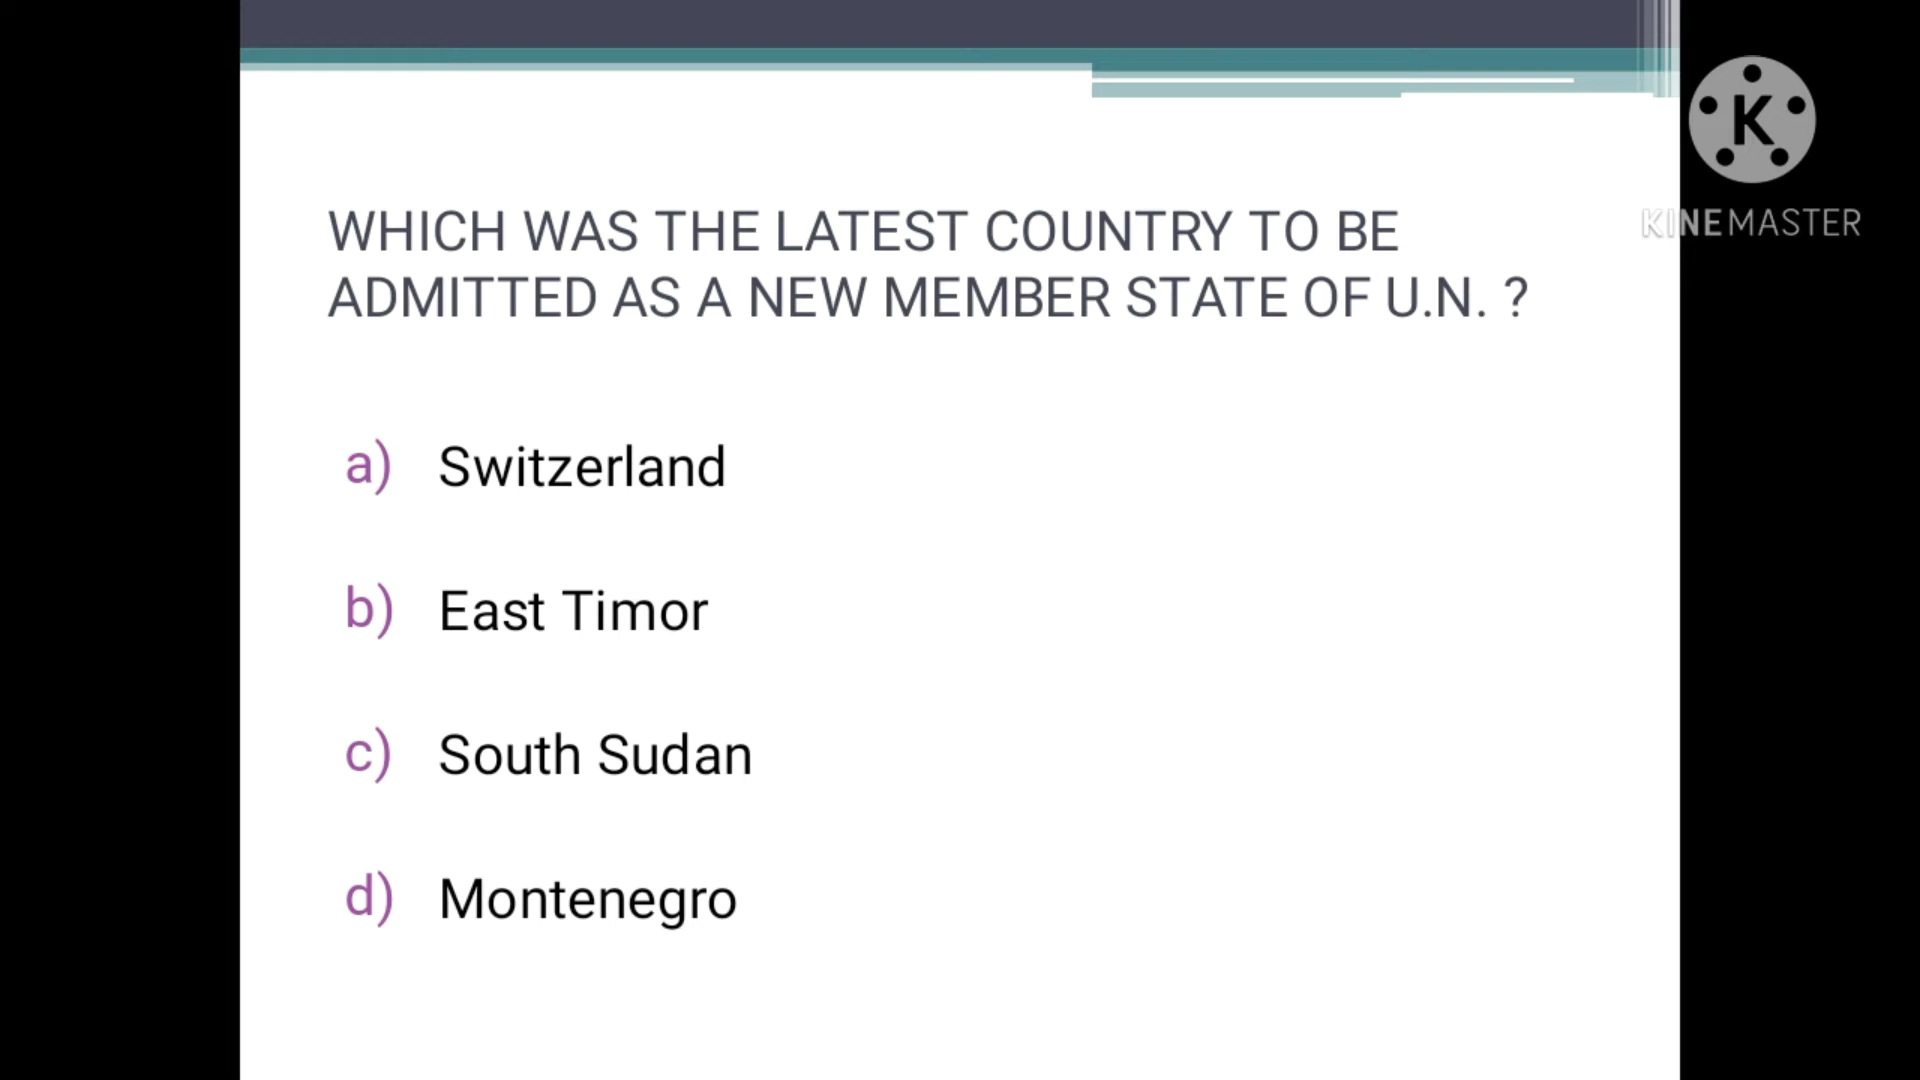 K
KINEMASTER
WHICH WAS THE LATEST COUNTRY TO BE
ADMITTED AS A NEW MEMBER STATE OF U.N. ?
a) Switzerland
b) East Timor
c) South Sudan
d) Montenegro